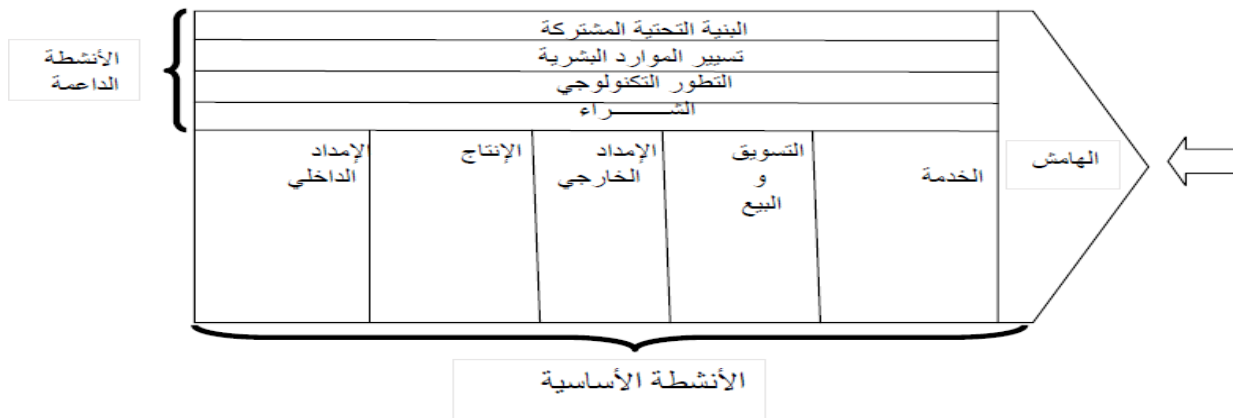 البنية التحتية المشتركة
تسيير الموارد البشرية
التطور التكنولوجي
الشــــــــراء
الأنشطة
الداعمة
الهامش
الخدمة
التسويق
و
البيع
الإمداد
الخارجي
الإنتاج
الإمداد
الداخلي
الأنشطة الأساسية